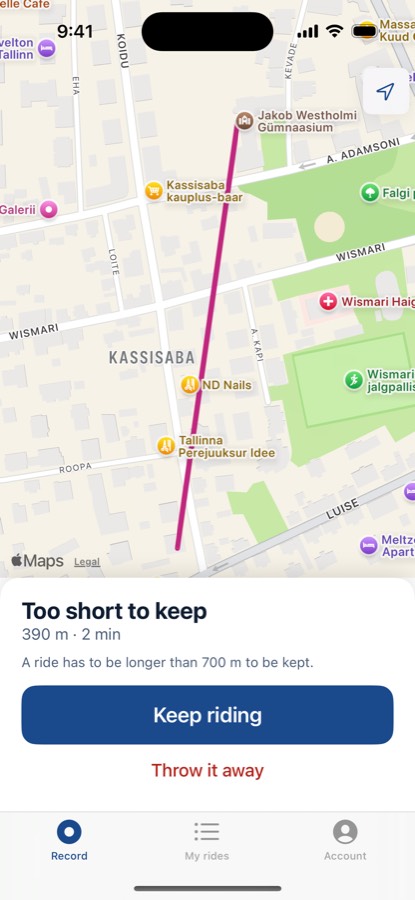 elle Cafe
9:41
Massa
Kuud
velton
Tallinn
EHA
KOIDU
KEVADE
Jakob Westholmi
Gümnaasium
A. ADAMSONI
Kassisaba
kauplus-baar
Falgi p
Galerii
LOITE
WISMARI
Wismari Haig
WISMARI
A. KAPI
KASSISABA
ND Nails
Wismari
jalgpallis
Tallinna
Perejuuksur Idee
ROOPA
LUISE
Meltz
Apart
Maps
Legal
Too short to keep
390 m · 2 min
A ride has to be longer than 700 m to be kept.
Keep riding
Throw it away
Record
My rides
Account